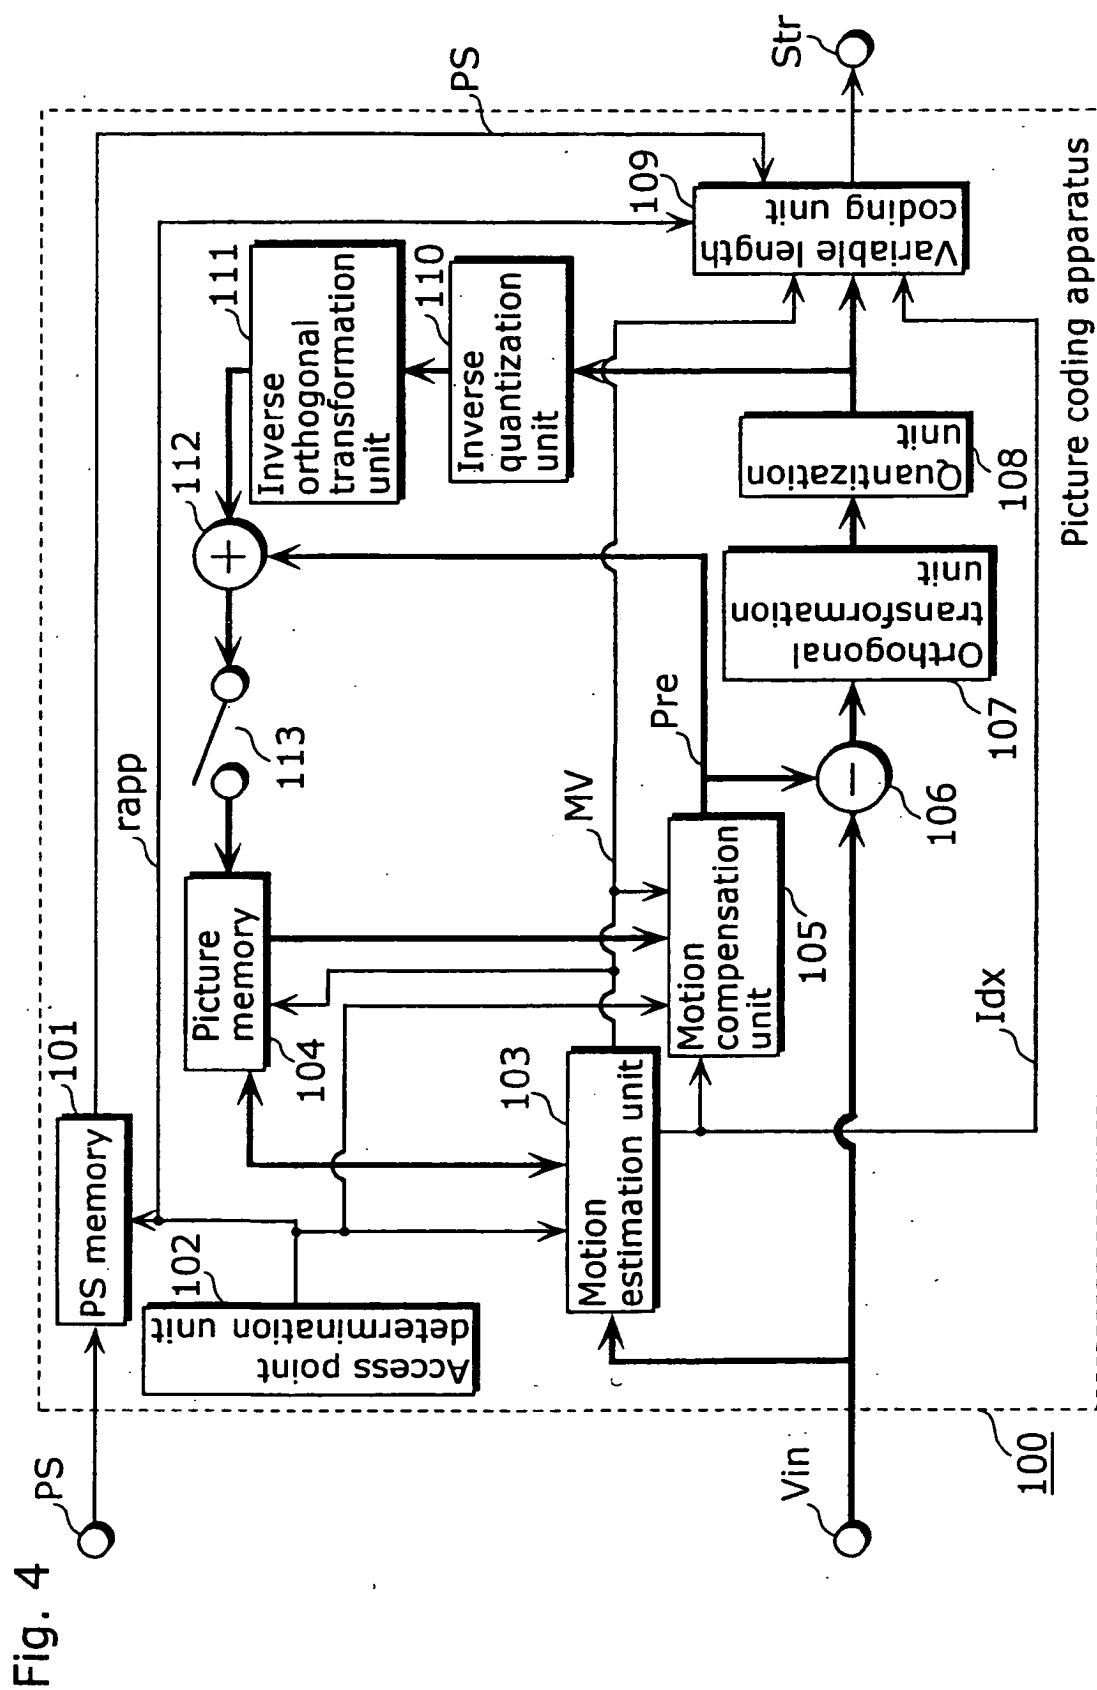 Fig. 4
PS
PS memory
101
PS
rapp
Access point
determination unit
102
Picture
memory
104
113
112
Inverse
orthogonal
transformation
unit
111
Inverse
quantization
unit
110
Variable length
coding unit
109
Str
Motion
estimation unit
103
MV
Motion
compensation
unit
105
Pre
106
Orthogonal
transformation
unit
107
Quantization
unit
108
Vin
Idx
100
Picture coding apparatus